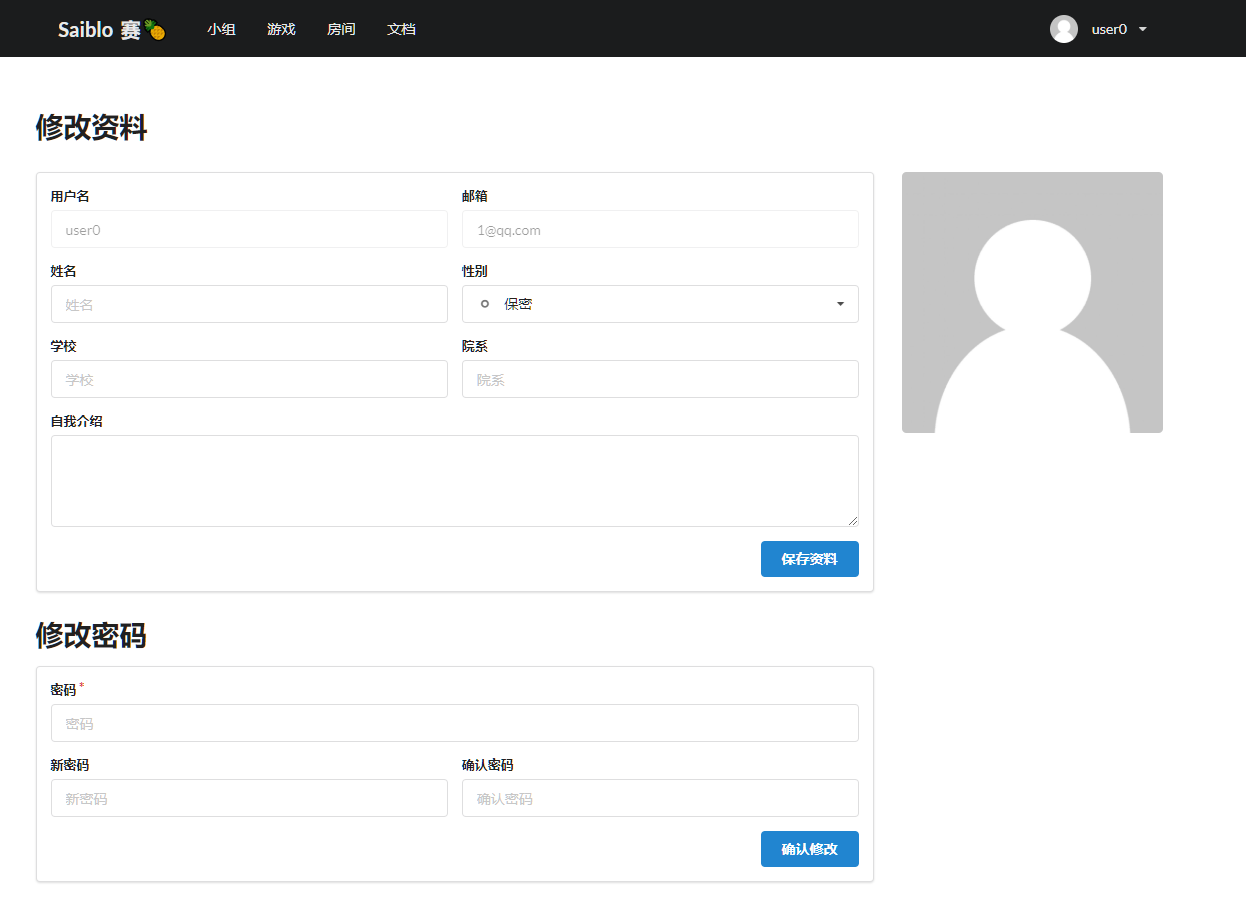 Saiblo 赛🍍 小组 游戏 房间 文档 user0
修改资料
用户名 邮箱
user0 1@qq.com
姓名 性别
姓名 保密
学校 院系
学校 院系
自我介绍
保存资料
修改密码
密码*
密码
新密码 确认密码
新密码 确认密码
确认修改